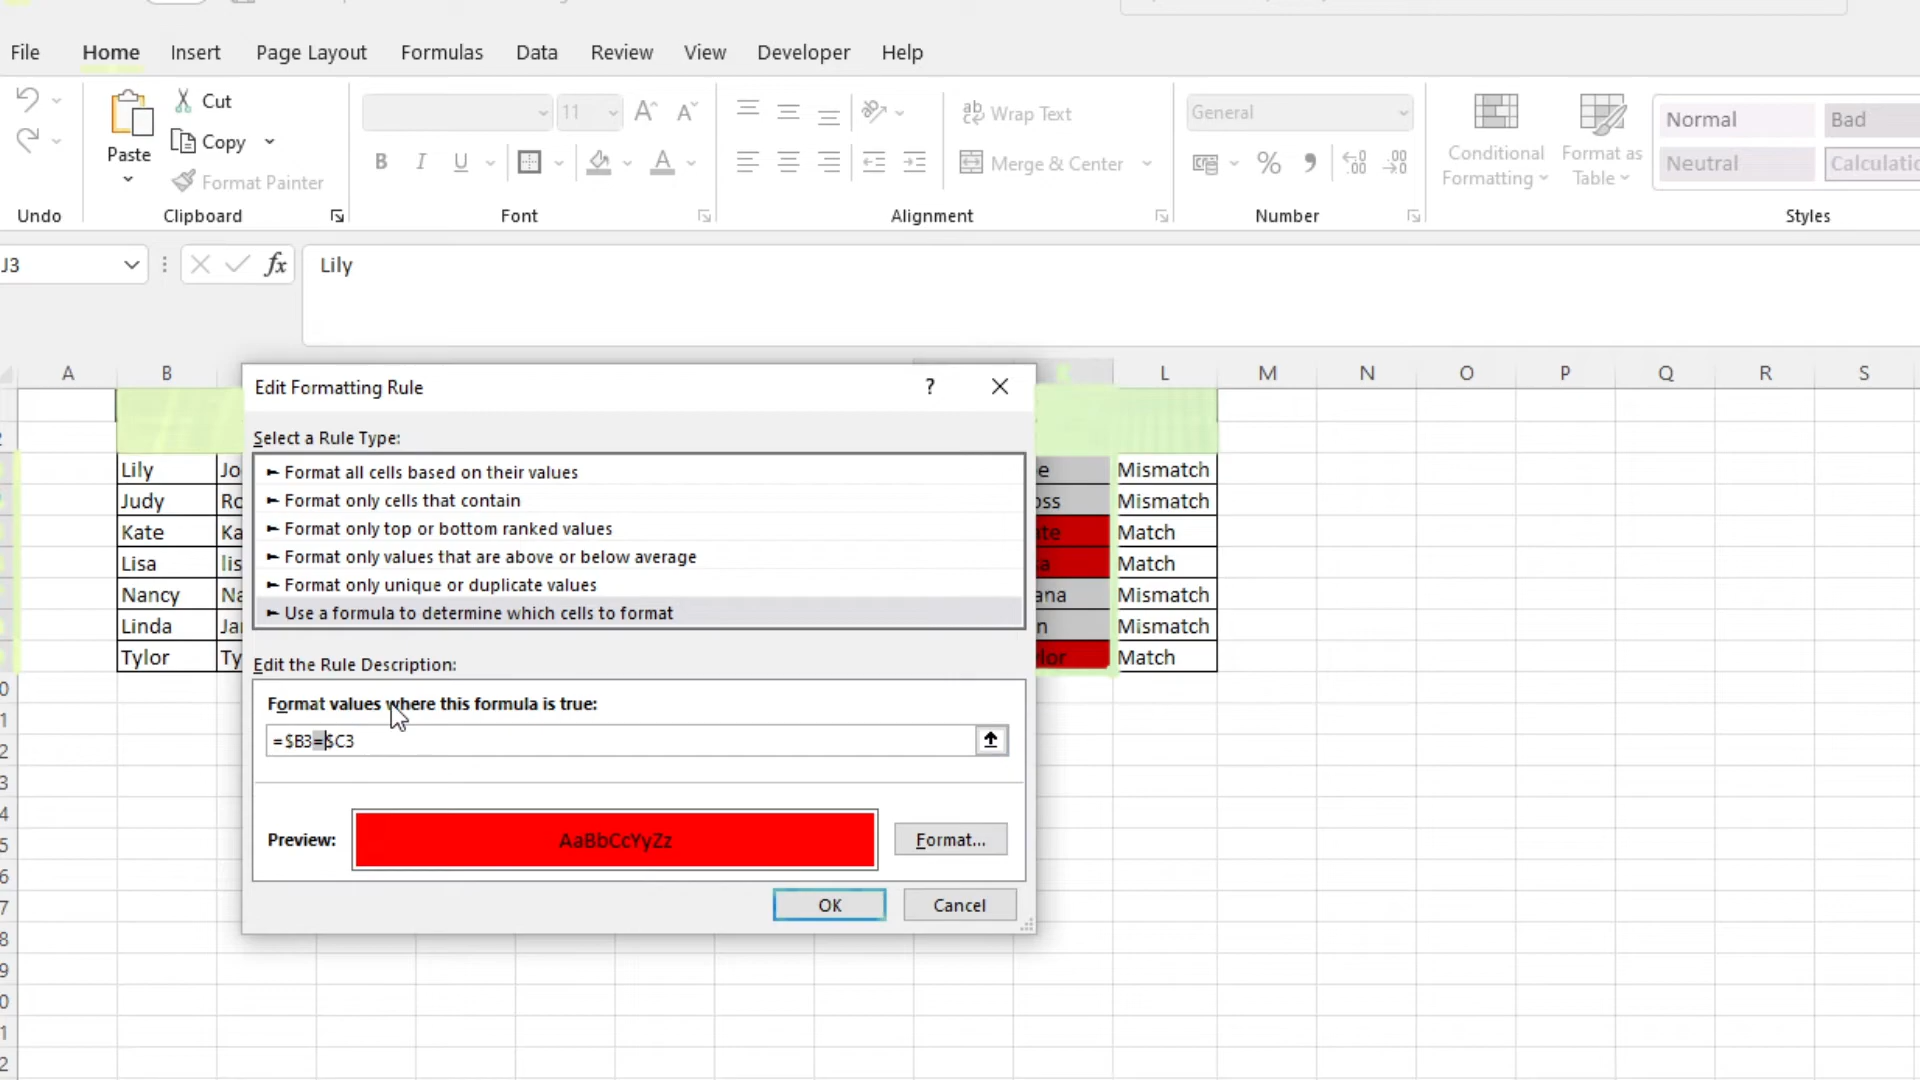 File Home Insert Page Layout Formulas Data Review View Developer Help
Cut
Copy
Paste
Format Painter
11
Wrap Text
Merge & Center
General
Conditional
Formatting
Format as
Table
Normal
Bad
Neutral
Undo Clipboard Font Alignment Number Styles
J3
fx Lily
A B L M N O P Q R S
Edit Formatting Rule ? ×
Select a Rule Type:
► Format all cells based on their values
► Format only cells that contain
► Format only top or bottom ranked values
► Format only values that are above or below average
► Format only unique or duplicate values
► Use a formula to determine which cells to format
Edit the Rule Description:
Format values where this formula is true:
=$B3=$C3
Preview:
AaBbCcYyZz
Format...
OK Cancel
Lily Mismatch
Judy Mismatch
Kate Match
Lisa Match
Nancy Mismatch
Linda Mismatch
Tylor Match